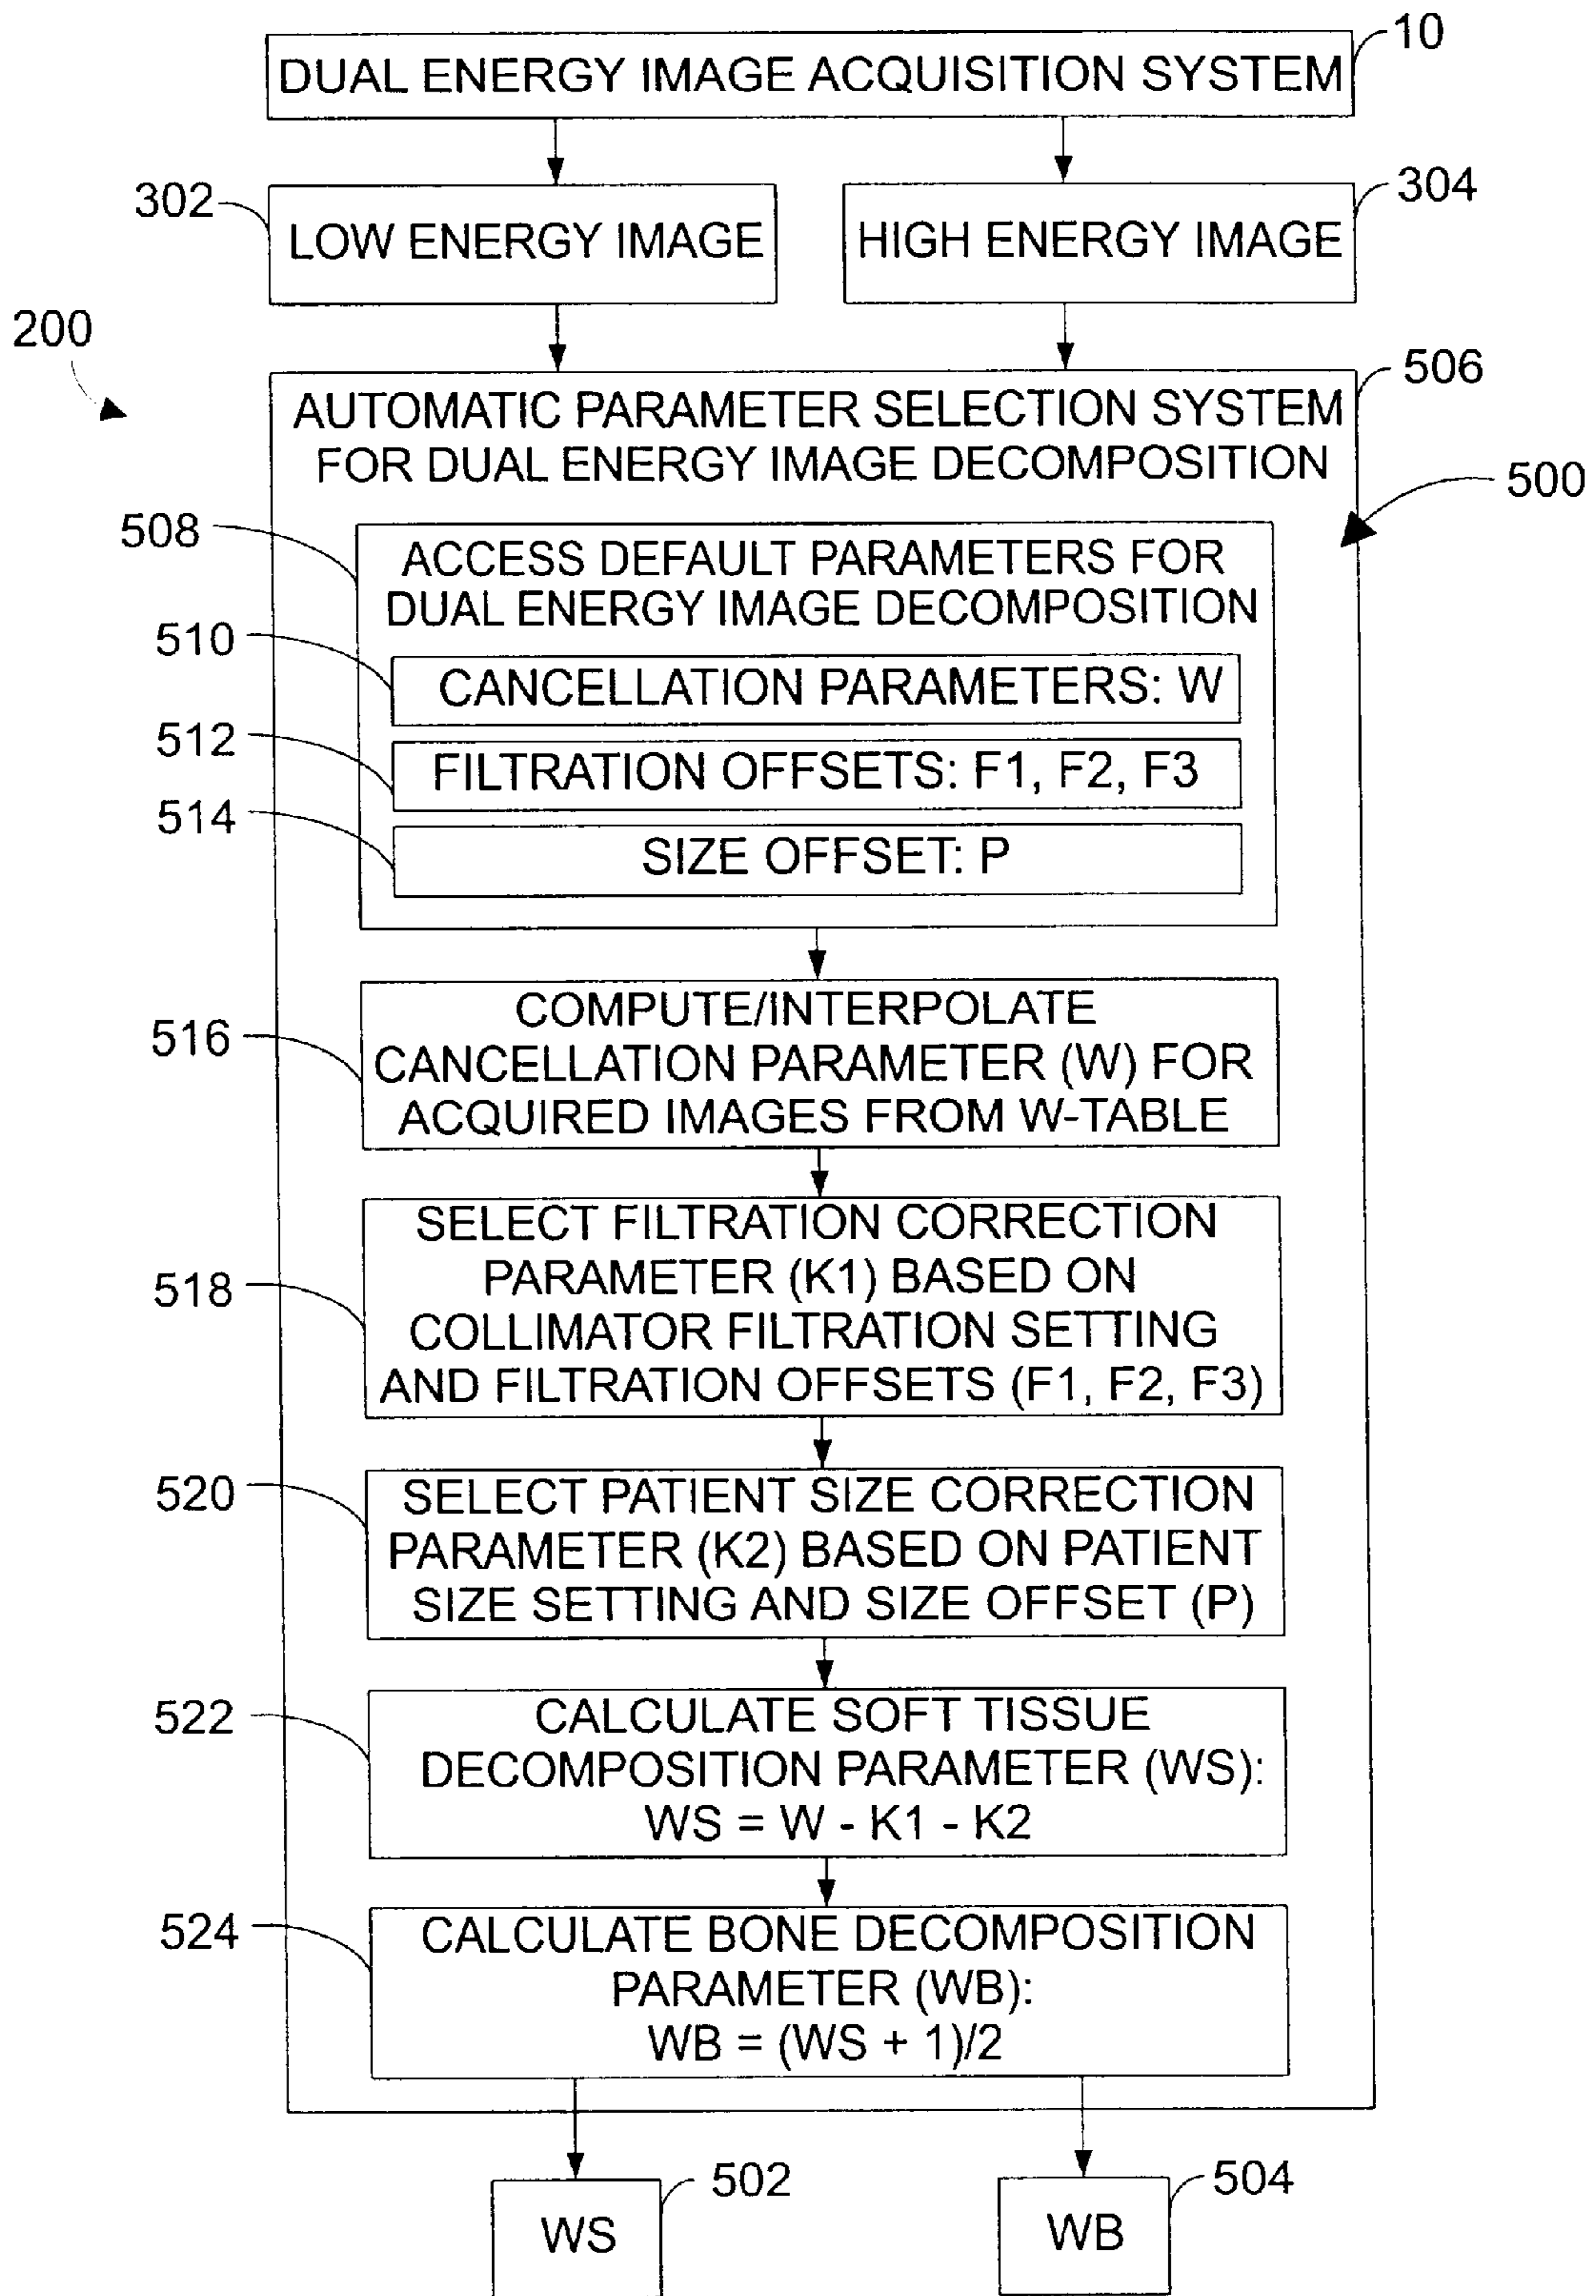 10
DUAL ENERGY IMAGE ACQUISITION SYSTEM
302
304
LOW ENERGY IMAGE
HIGH ENERGY IMAGE
200
506
AUTOMATIC PARAMETER SELECTION SYSTEM
FOR DUAL ENERGY IMAGE DECOMPOSITION
500
508
ACCESS DEFAULT PARAMETERS FOR
DUAL ENERGY IMAGE DECOMPOSITION
510
CANCELLATION PARAMETERS: W
512
FILTRATION OFFSETS: F1, F2, F3
514
SIZE OFFSET: P
516
COMPUTE/INTERPOLATE
CANCELLATION PARAMETER (W) FOR
ACQUIRED IMAGES FROM W-TABLE
518
SELECT FILTRATION CORRECTION
PARAMETER (K1) BASED ON
COLLIMATOR FILTRATION SETTING
AND FILTRATION OFFSETS (F1, F2, F3)
520
SELECT PATIENT SIZE CORRECTION
PARAMETER (K2) BASED ON PATIENT
SIZE SETTING AND SIZE OFFSET (P)
522
CALCULATE SOFT TISSUE
DECOMPOSITION PARAMETER (WS):
WS = W - K1 - K2
524
CALCULATE BONE DECOMPOSITION
PARAMETER (WB):
WB = (WS + 1)/2
502
504
WS
WB